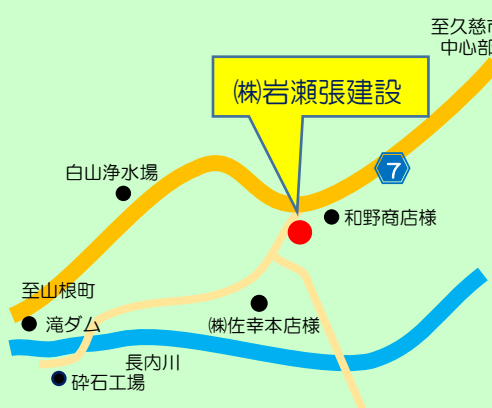 至久慈市
中心部
㈱岩瀬張建設
7
白山浄水場
和野商店様
至山根町
滝ダム
㈱佐幸本店様
長内川
砕石工場